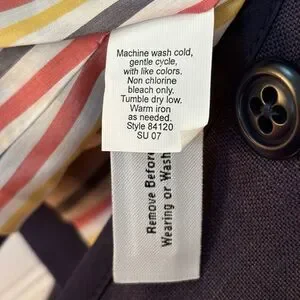 Machine wash cold,
gentle cycle,
with like colors.
Non chlorine
bleach only.
Tumble dry low.
Warm iron
as needed.
Style 84120
SU 07
Remove Before
Wearing or Wash